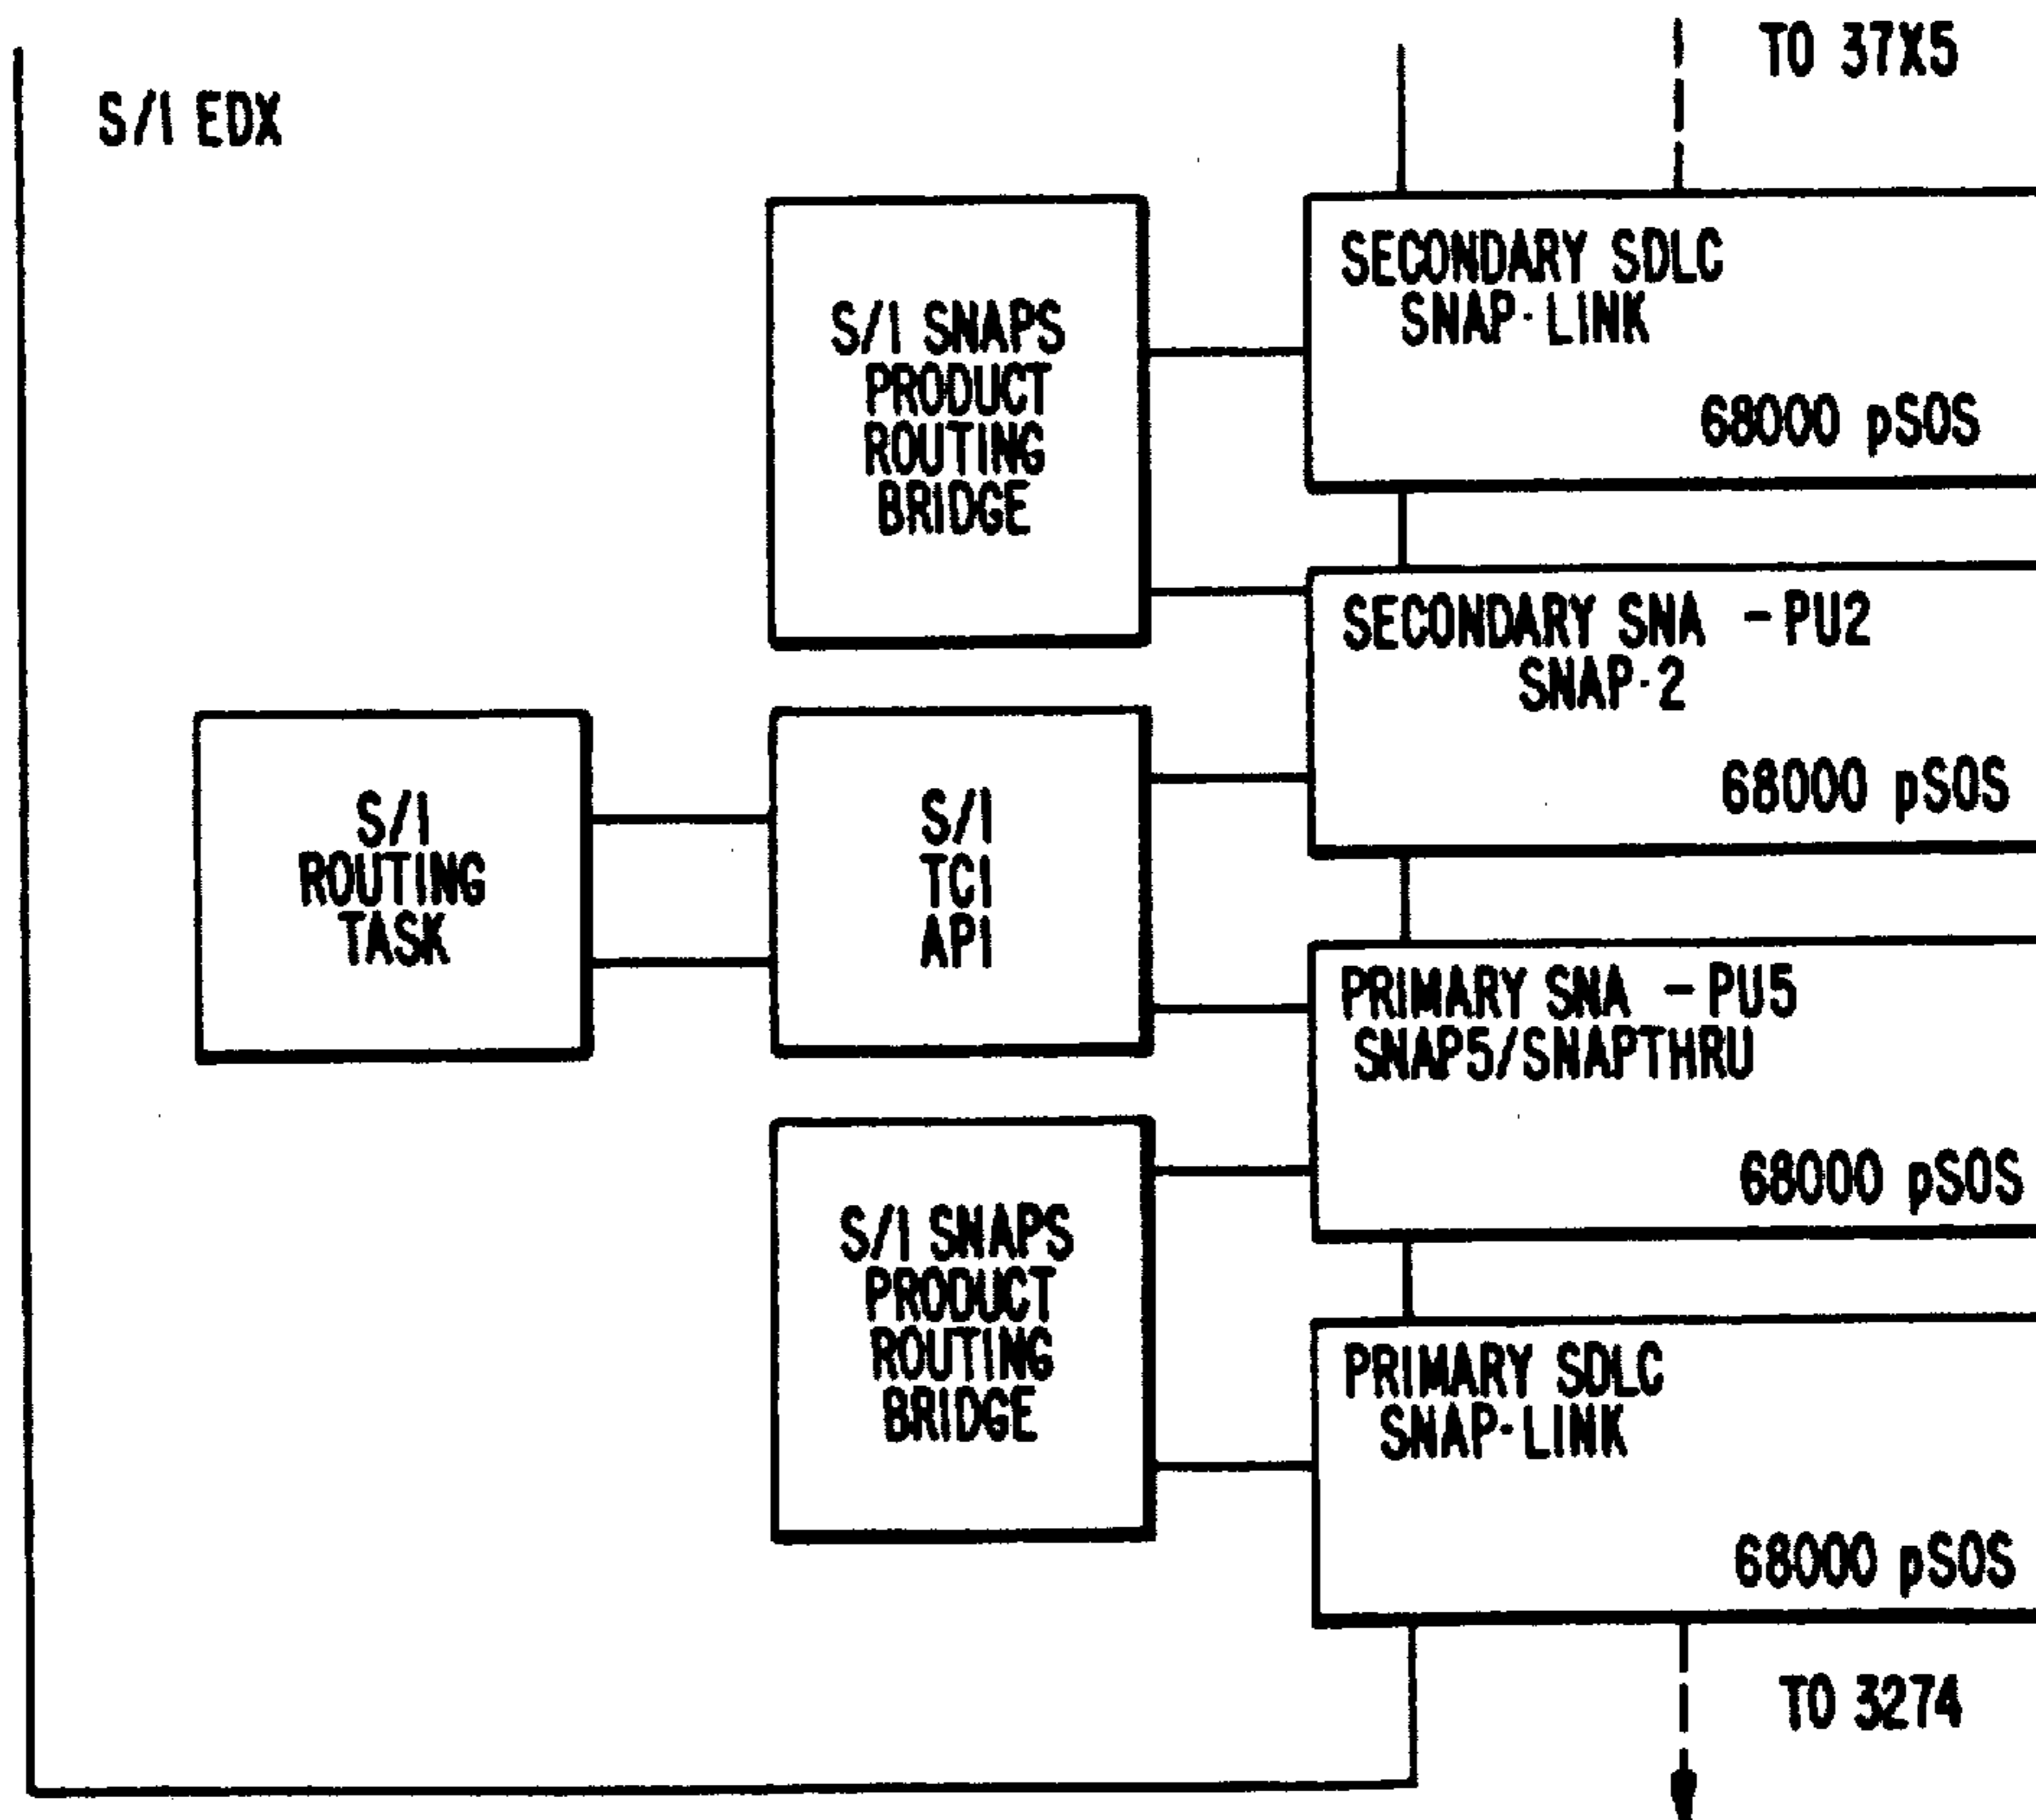 TO 37X5
S/1 EDX
SECONDARY SDLC
SNAP-LINK
68000 pSOS
S/1 SNAPS
PRODUCT
ROUTING
BRIDGE
SECONDARY SNA - PU2
SNAP-2
68000 pSOS
S/1
ROUTING
TASK
S/1
TCI
API
PRIMARY SNA - PU5
SNAP5/SNAPTHRU
68000 pSOS
S/1 SNAPS
PRODUCT
ROUTING
BRIDGE
PRIMARY SDLC
SNAP-LINK
68000 pSOS
TO 3274